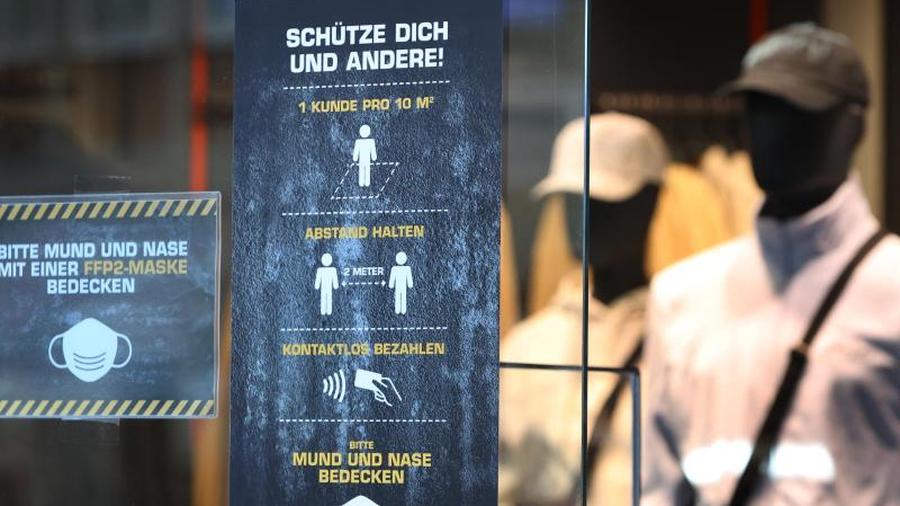 SCHÜTZE DICH
UND ANDERE!
1 KUNDE PRO 10 M²
ABSTAND HALTEN
2 METER
KONTAKTLOS BEZAHLEN
BITTE
MUND UND NASE
BEDECKEN
BITTE MUND UND NASE
MIT EINER FFP2-MASKE
BEDECKEN